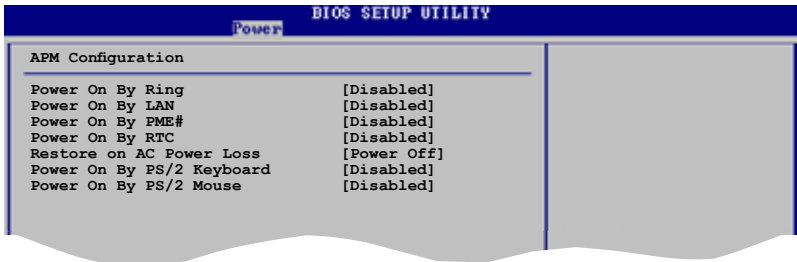 BIOS SETUP UTILITY
Power
APM Configuration
Power On By Ring [Disabled]
Power On By LAN [Disabled]
Power On By PME# [Disabled]
Power On By RTC [Disabled]
Restore on AC Power Loss [Power Off]
Power On By PS/2 Keyboard [Disabled]
Power On By PS/2 Mouse [Disabled]